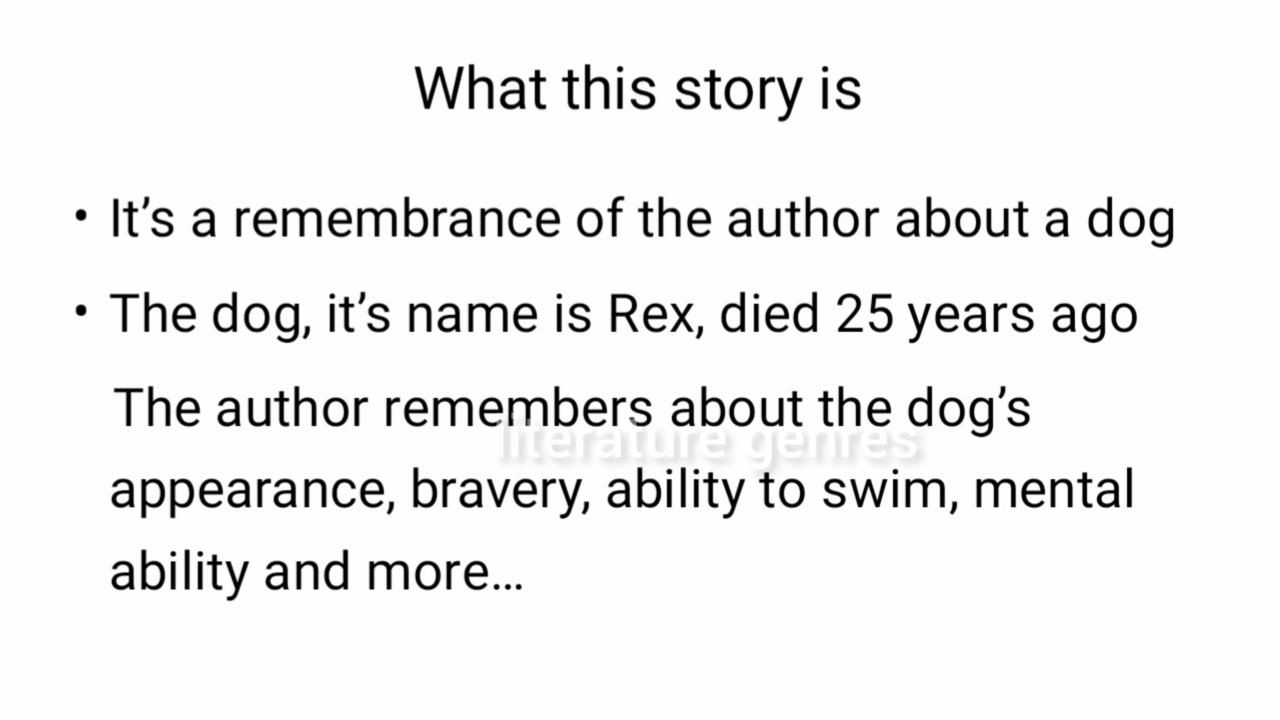 What this story is
• It’s a remembrance of the author about a dog
• The dog, it’s name is Rex, died 25 years ago
The author remembers about the dog’s
literature genres
appearance, bravery, ability to swim, mental
ability and more…